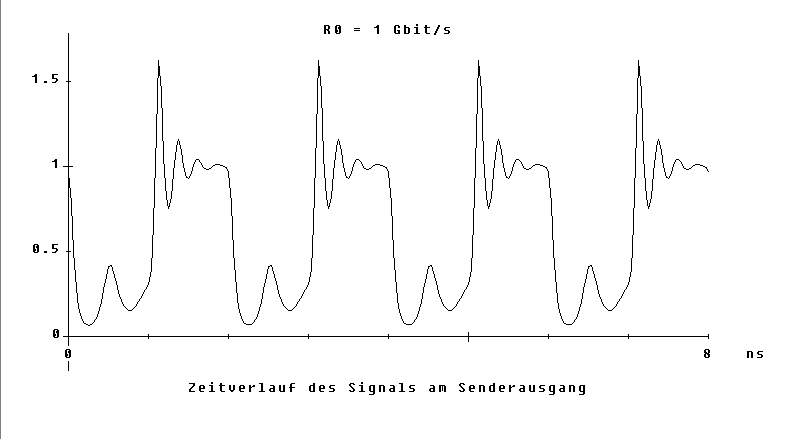 R0 = 1 Gbit/s
1.5
1
0.5
0
0 8 ns
Zeitverlauf des Signals am Senderausgang